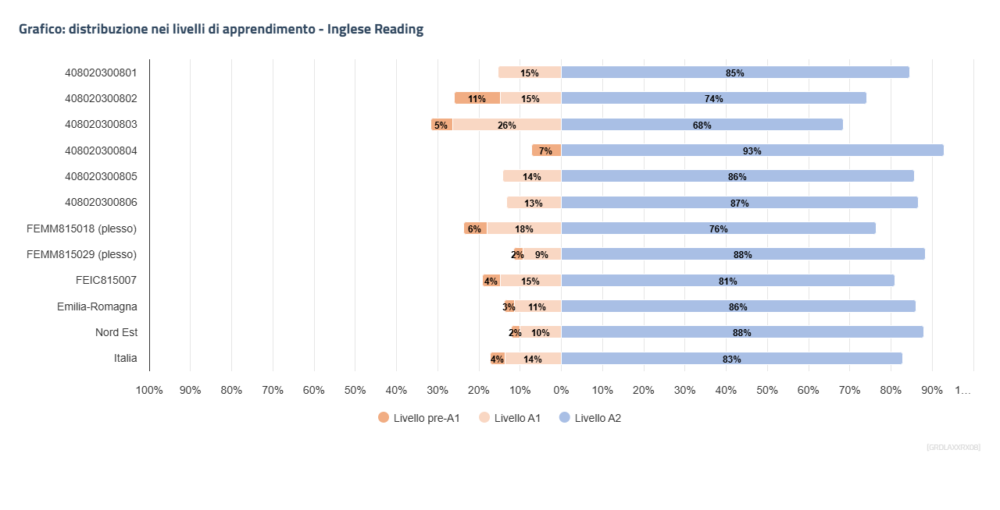 Grafico: distribuzione nei livelli di apprendimento - Inglese Reading
408020300801 15% 85%
408020300802 11% 15% 74%
408020300803 5% 26% 68%
408020300804 7% 93%
408020300805 14% 86%
408020300806 13% 87%
FEMM815018 (plesso) 6% 18% 76%
FEMM815029 (plesso) 2% 9% 88%
FEIC815007 4% 15% 81%
Emilia-Romagna 3% 11% 86%
Nord Est 2% 10% 88%
Italia 4% 14% 83%
100% 90% 80% 70% 60% 50% 40% 30% 20% 10% 0% 10% 20% 30% 40% 50% 60% 70% 80% 90% 1…
Livello pre-A1 Livello A1 Livello A2